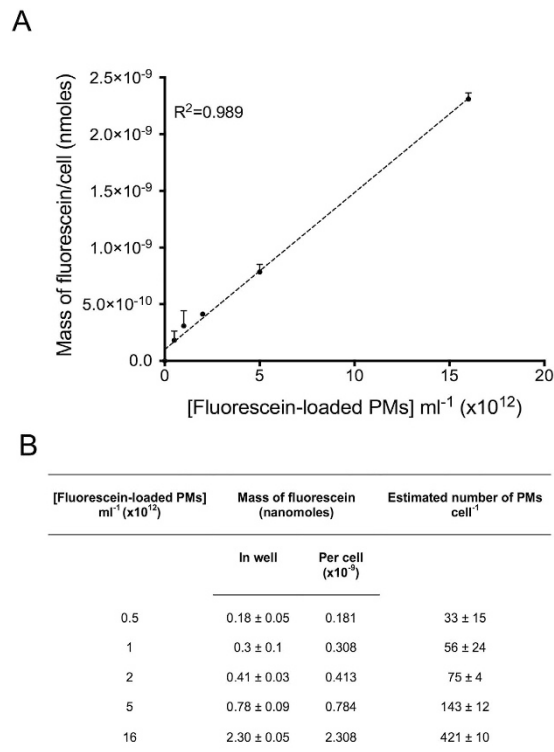 A
Mass of fluorescein/cell (nmoles)
2.5×10⁻⁹
2.0×10⁻⁹
1.5×10⁻⁹
1.0×10⁻⁹
5.0×10⁻¹⁰
0.0
R²=0.989
0 5 10 15 20
[Fluorescein-loaded PMs] ml⁻¹ (x10¹²)
B
[Fluorescein-loaded PMs] ml⁻¹ (x10¹²) Mass of fluorescein (nanomoles) Estimated number of PMs cell⁻¹
In well Per cell (x10⁻⁹)
0.5 0.18 ± 0.05 0.181 33 ± 15
1 0.3 ± 0.1 0.308 56 ± 24
2 0.41 ± 0.03 0.413 75 ± 4
5 0.78 ± 0.09 0.784 143 ± 12
16 2.30 ± 0.05 2.308 421 ± 10